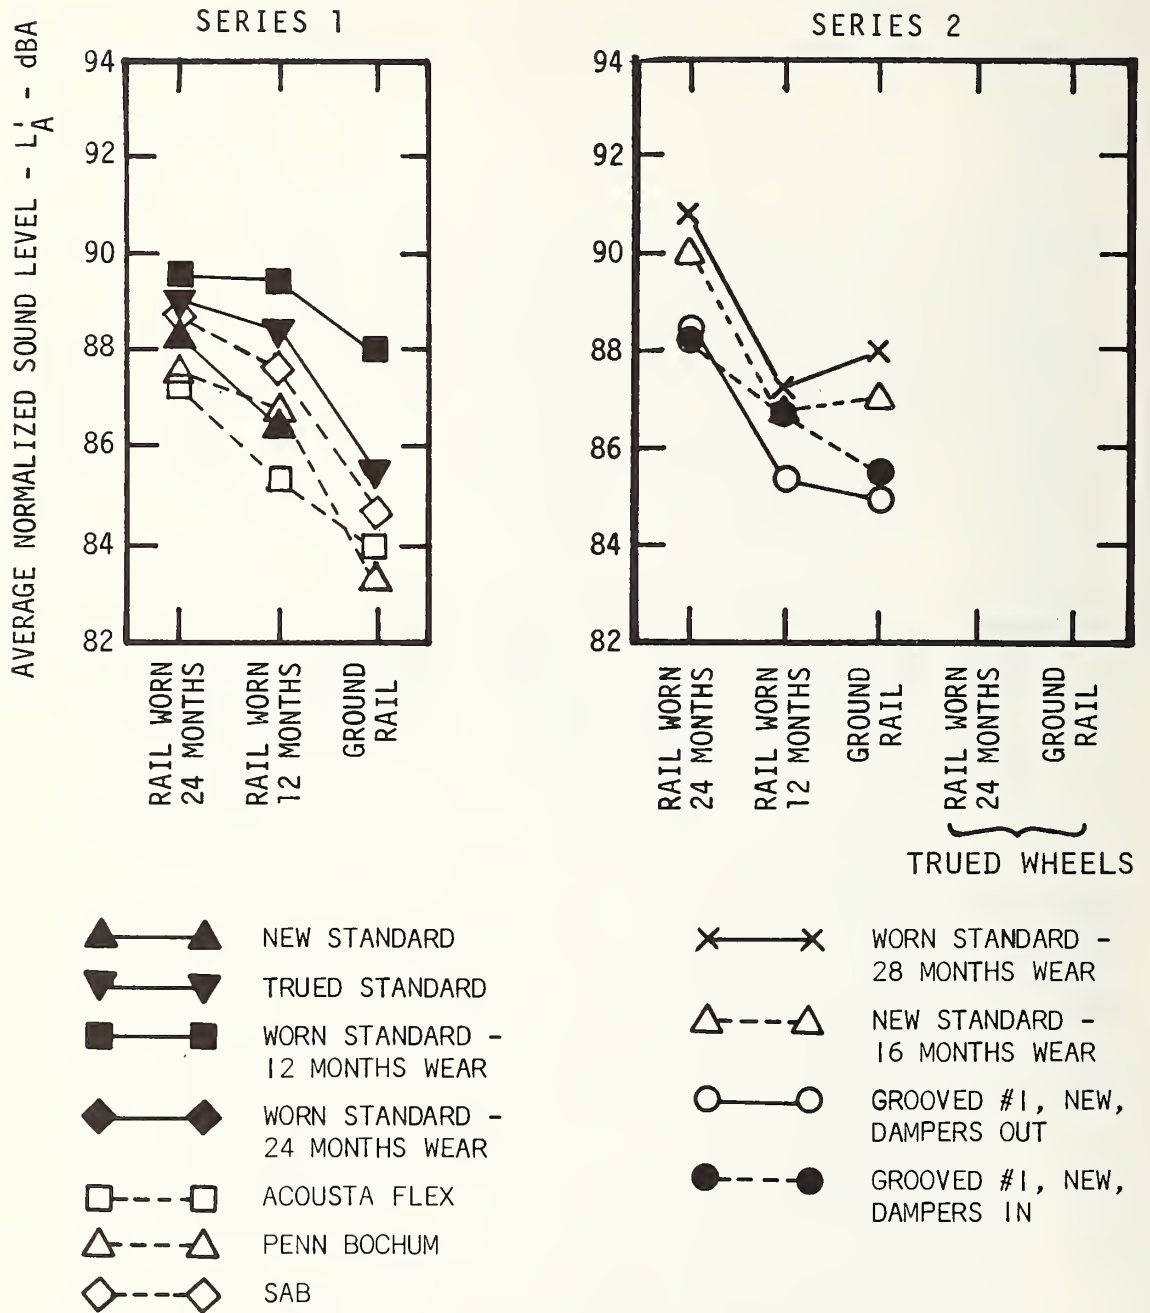 AVERAGE NORMALIZED SOUND LEVEL - L'A - dBA
SERIES 1
94
92
90
88
86
84
82
RAIL WORN
24 MONTHS
RAIL WORN
12 MONTHS
GROUND
RAIL
SERIES 2
94
92
90
88
86
84
82
RAIL WORN
24 MONTHS
RAIL WORN
12 MONTHS
GROUND
RAIL
RAIL WORN
24 MONTHS
GROUND
RAIL
TRUED WHEELS
NEW STANDARD
TRUED STANDARD
WORN STANDARD -
12 MONTHS WEAR
WORN STANDARD -
24 MONTHS WEAR
ACOUSTA FLEX
PENN BOCHUM
SAB
WORN STANDARD -
28 MONTHS WEAR
NEW STANDARD -
16 MONTHS WEAR
GROOVED #1, NEW,
DAMPERS OUT
GROOVED #1, NEW,
DAMPERS IN